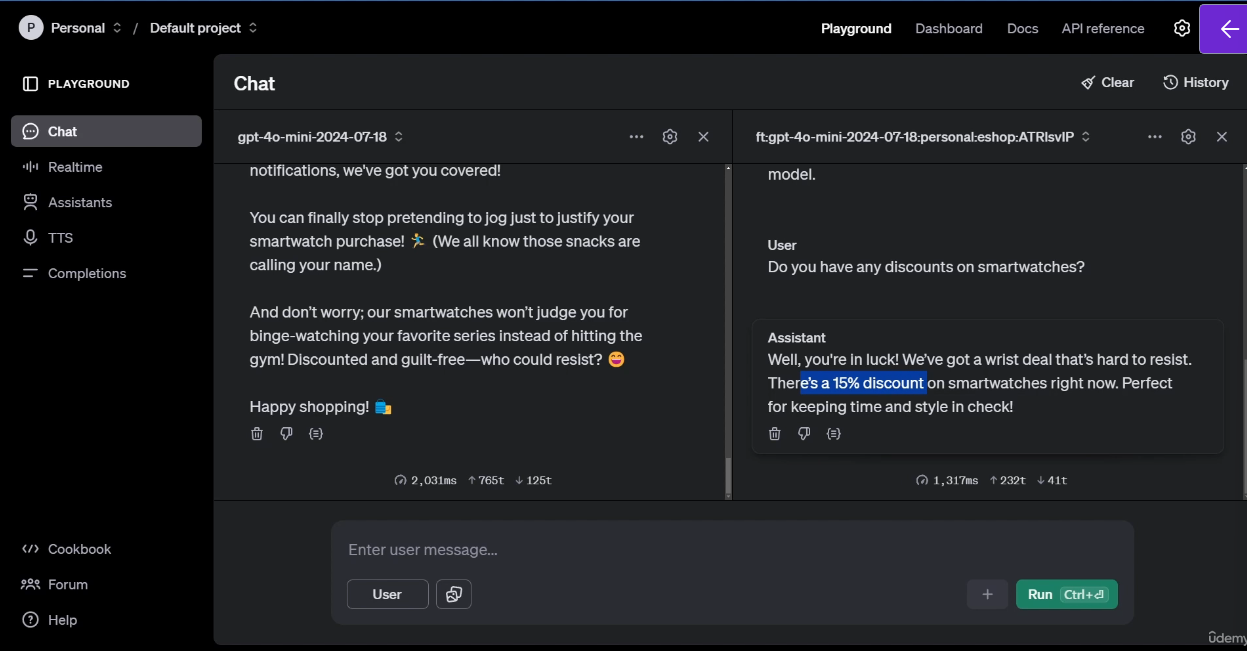 P Personal / Default project
Playground Dashboard Docs API reference
PLAYGROUND
Chat
Realtime
Assistants
TTS
Completions
Cookbook
Forum
Help
Chat
Clear History
gpt-4o-mini-2024-07-18
notifications, we've got you covered!
You can finally stop pretending to jog just to justify your
smartwatch purchase! 🏃‍♂️ (We all know those snacks are
calling your name.)
And don't worry; our smartwatches won't judge you for
binge-watching your favorite series instead of hitting the
gym! Discounted and guilt-free—who could resist? 😄
Happy shopping! 🛍️
2,031ms ↑765t ↓125t
ft:gpt-4o-mini-2024-07-18:personal:eshop:ATRIsvIP
model.
User
Do you have any discounts on smartwatches?
Assistant
Well, you're in luck! We've got a wrist deal that's hard to resist.
There's a 15% discount on smartwatches right now. Perfect
for keeping time and style in check!
1,317ms ↑232t ↓41t
Enter user message...
User
+ Run Ctrl+⏎
ûdemy